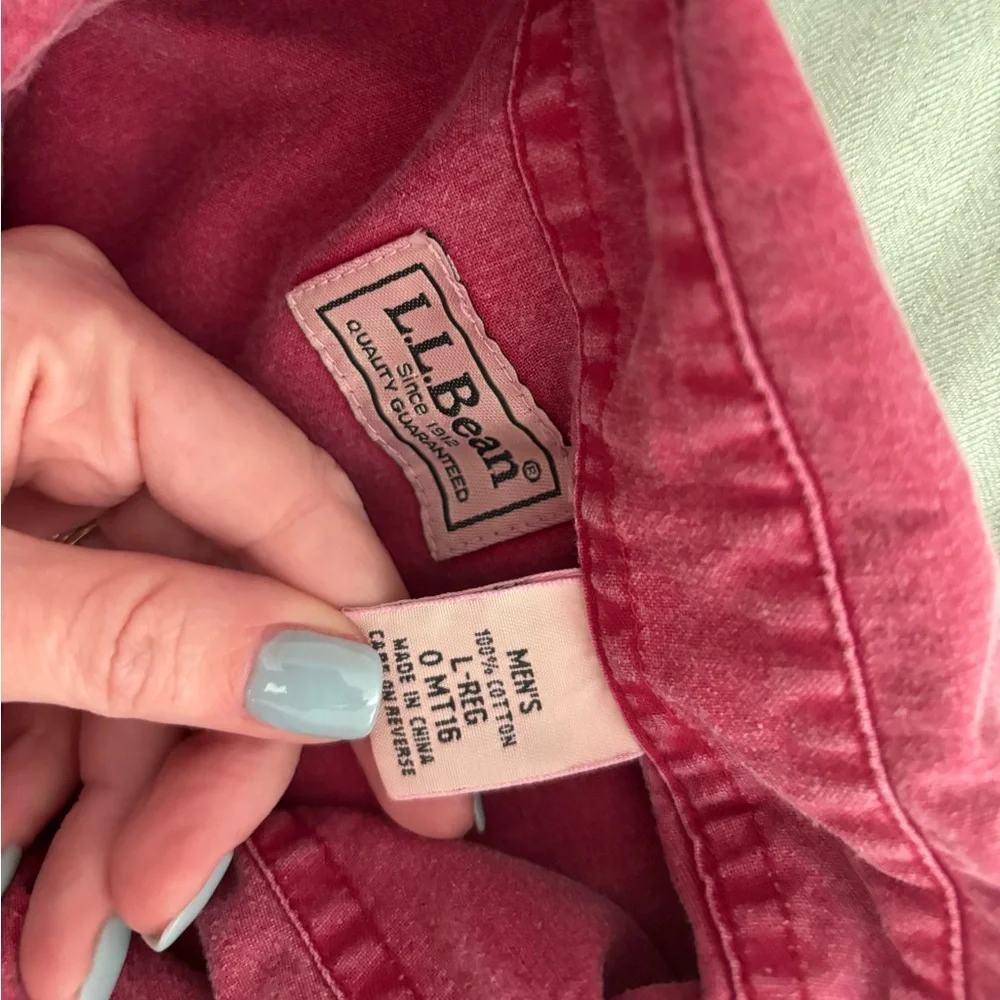 L.L.Bean®
Since 1912
QUALITY GUARANTEED
MEN'S
100% COTTON
L-REG
0 MT16
MADE IN CHINA
CARE ON REVERSE